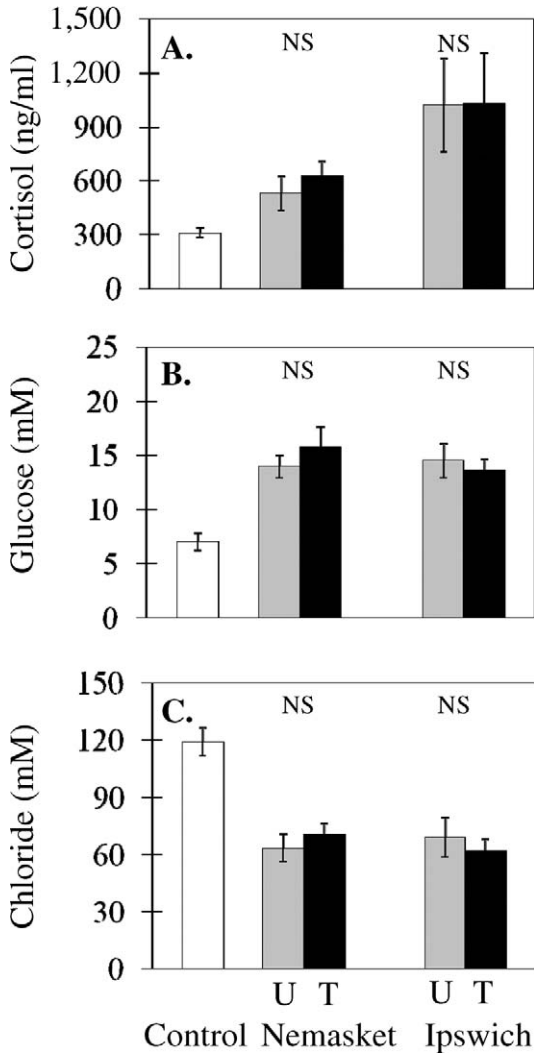 1,500
A.
NS
NS
1,200
900
600
300
0
Cortisol (ng/ml)
25
B.
NS
NS
20
15
10
5
0
Glucose (mM)
150
C.
NS
NS
120
90
60
30
0
Chloride (mM)
U T U T
Control Nemasket Ipswich